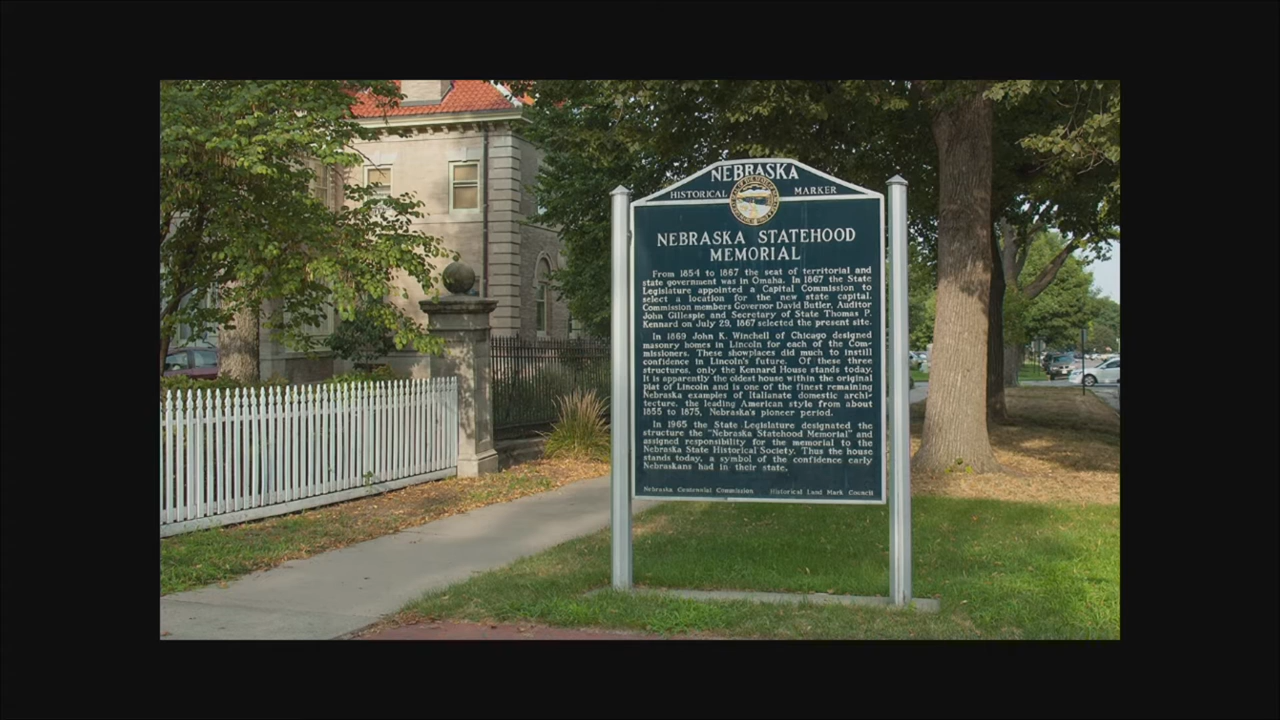 NEBRASKA
HISTORICAL MARKER
NEBRASKA STATEHOOD
MEMORIAL
From 1854 to 1867 the seat of territorial and
state government was in Omaha. In 1867 the State
Legislature appointed a Capital Commission to
select a location for the new state capital.
Commission members Governor David Butler, Auditor
John Gillespie and Secretary of State Thomas P.
Kennard on July 29, 1867 selected the present site.
In 1869 John K. Winchell of Chicago designed
masonry homes in Lincoln for each of the Com-
missioners. These showplaces did much to instill
confidence in Lincoln's future. Of these three
structures, only the Kennard House stands today.
It is apparently the oldest house within the original
plat of Lincoln and is one of the finest remaining
Nebraska examples of Italianate domestic archi-
tecture, the leading American style from about
1855 to 1875, Nebraska's pioneer period.
In 1965 the State Legislature designated the
structure the "Nebraska Statehood Memorial" and
assigned responsibility for the memorial to the
Nebraska State Historical Society. Thus the house
stands today, a symbol of the confidence early
Nebraskans had in their state.
Nebraska Centennial Commission Historical Land Mark Council